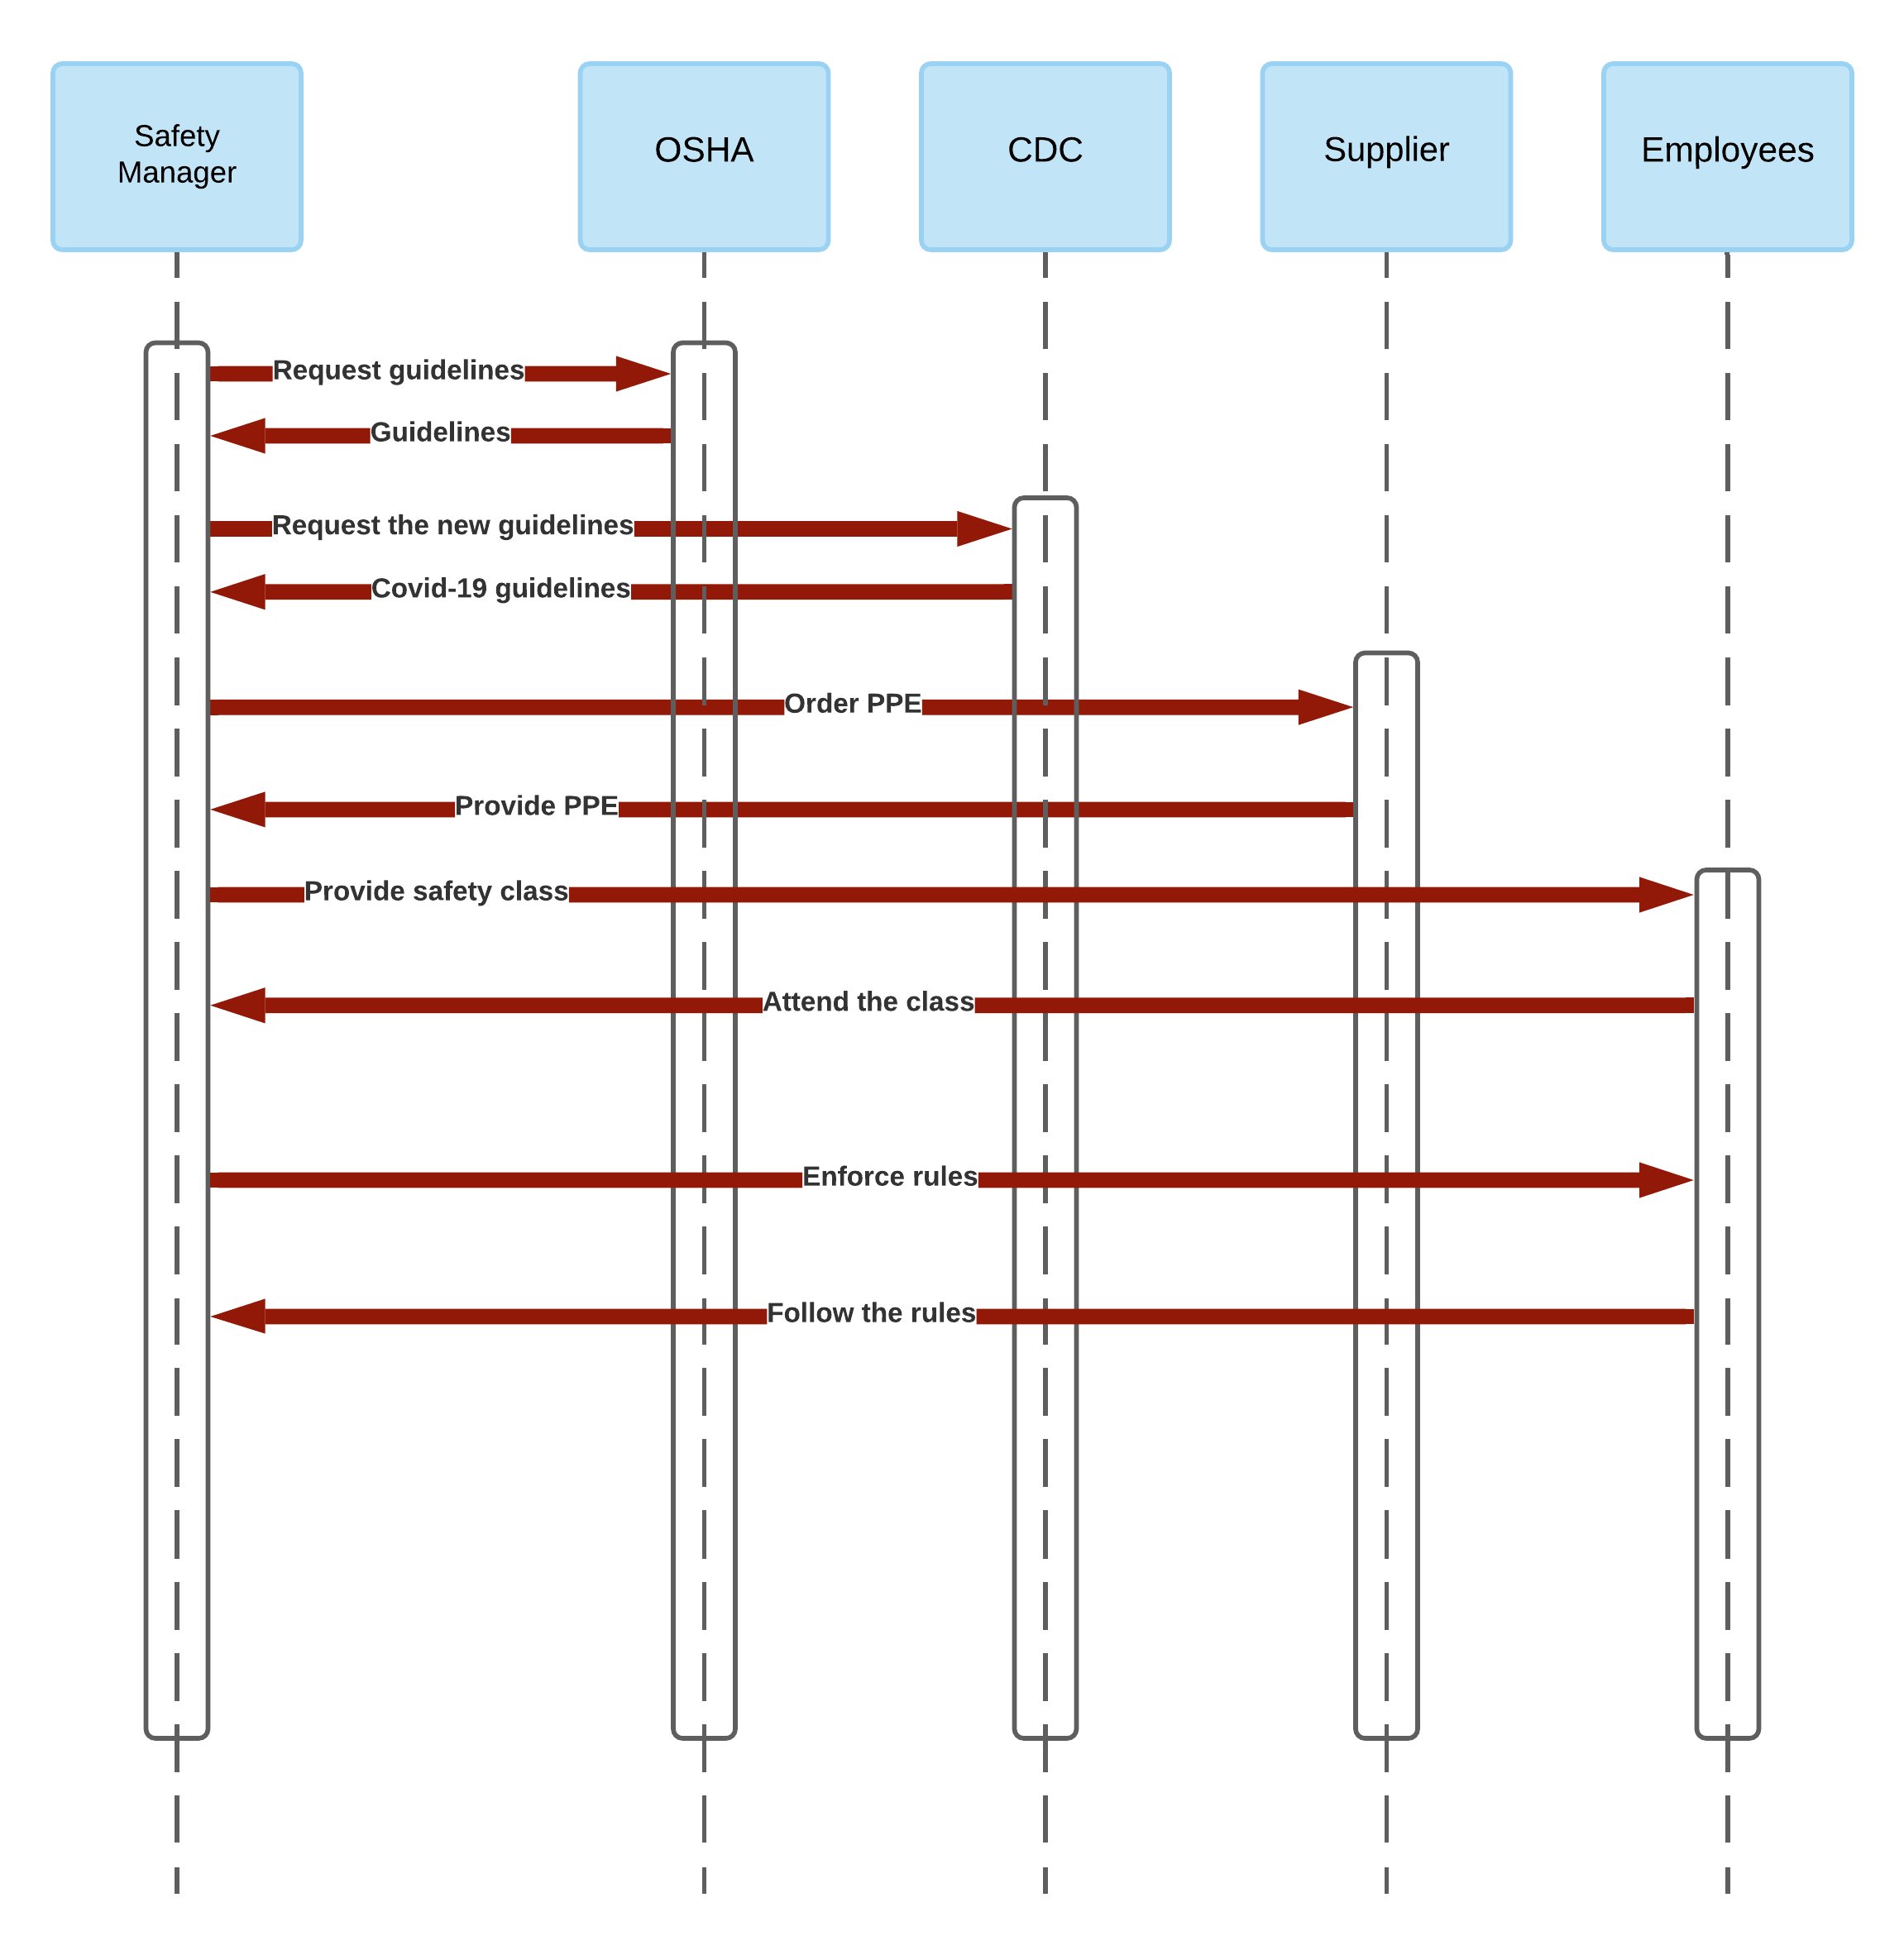 Safety
Manager
OSHA
CDC
Supplier
Employees
Request guidelines
Guidelines
Request the new guidelines
Covid-19 guidelines
Order PPE
Provide PPE
Provide safety class
Attend the class
Enforce rules
Follow the rules